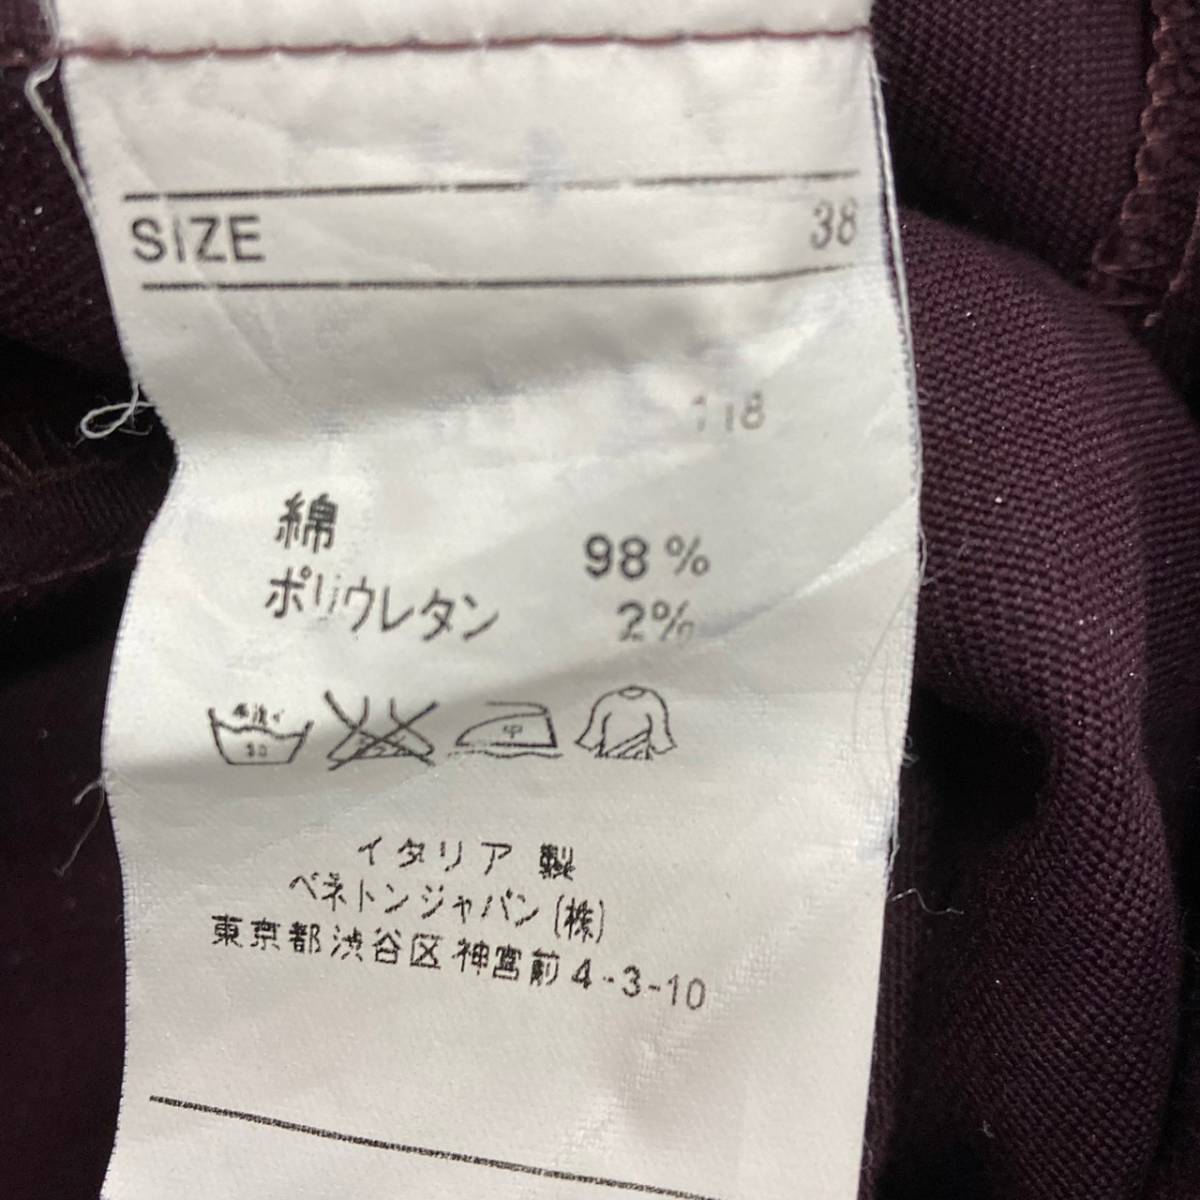 SIZE 38
118
綿 98%
ポリウレタン 2%
中
イタリア製
ベネトンジャパン(株)
東京都渋谷区神宮前4-3-10